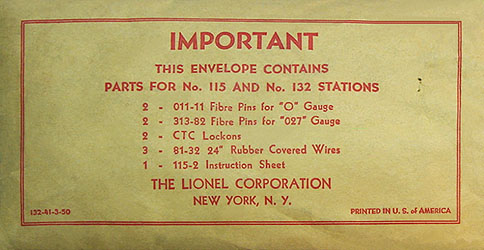 IMPORTANT
THIS ENVELOPE CONTAINS
PARTS FOR No. 115 AND No. 132 STATIONS
2 - 011-11 Fibre Pins for "O" Gauge
2 - 313-82 Fibre Pins for "027" Gauge
2 - CTC Lockons
3 - 81-32 24" Rubber Covered Wires
1 - 115-2 Instruction Sheet
THE LIONEL CORPORATION
NEW YORK, N. Y.
132-41-3-50 PRINTED IN U. S. of AMERICA